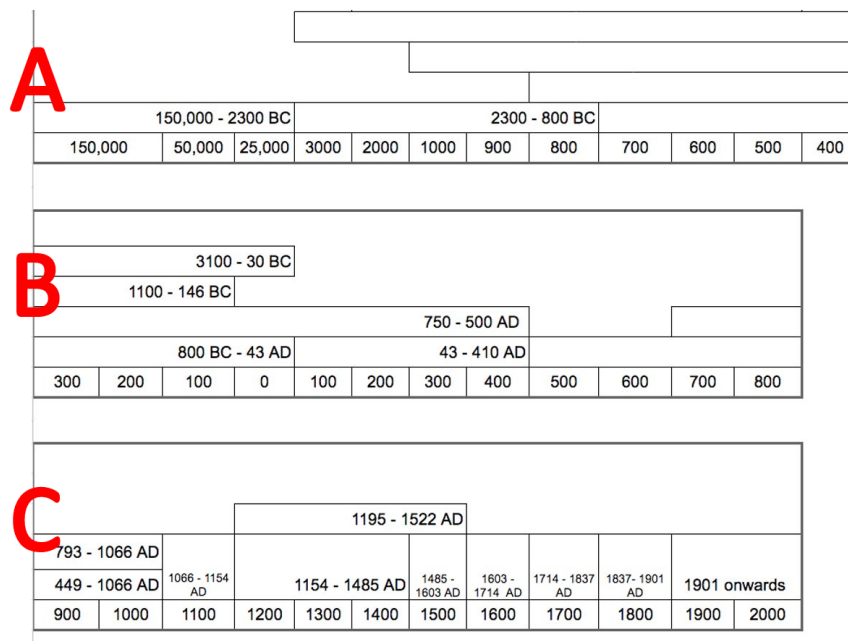 A
150,000 - 2300 BC 2300 - 800 BC
150,000 50,000 25,000 3000 2000 1000 900 800 700 600 500 400
B
3100 - 30 BC
1100 - 146 BC
750 - 500 AD
800 BC - 43 AD 43 - 410 AD
300 200 100 0 100 200 300 400 500 600 700 800
C
1195 - 1522 AD
793 - 1066 AD
449 - 1066 AD 1066 - 1154 AD 1154 - 1485 AD 1485 - 1603 AD 1603 - 1714 AD 1714 - 1837 AD 1837- 1901 AD 1901 onwards
900 1000 1100 1200 1300 1400 1500 1600 1700 1800 1900 2000